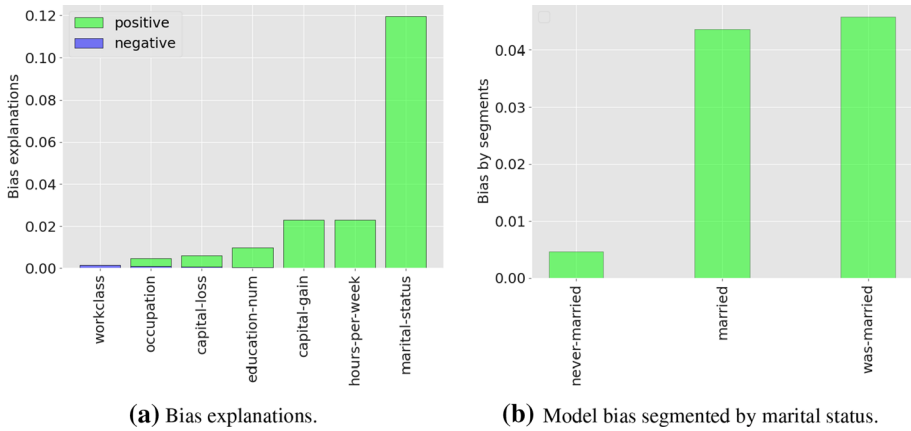 0.12
0.10
0.08
0.06
0.04
0.02
0.00
Bias explanations
positive
negative
workclass
occupation
capital-loss
education-num
capital-gain
hours-per-week
marital-status
(a) Bias explanations.
0.04
0.03
0.02
0.01
0.00
Bias by segments
never-married
married
was-married
(b) Model bias segmented by marital status.